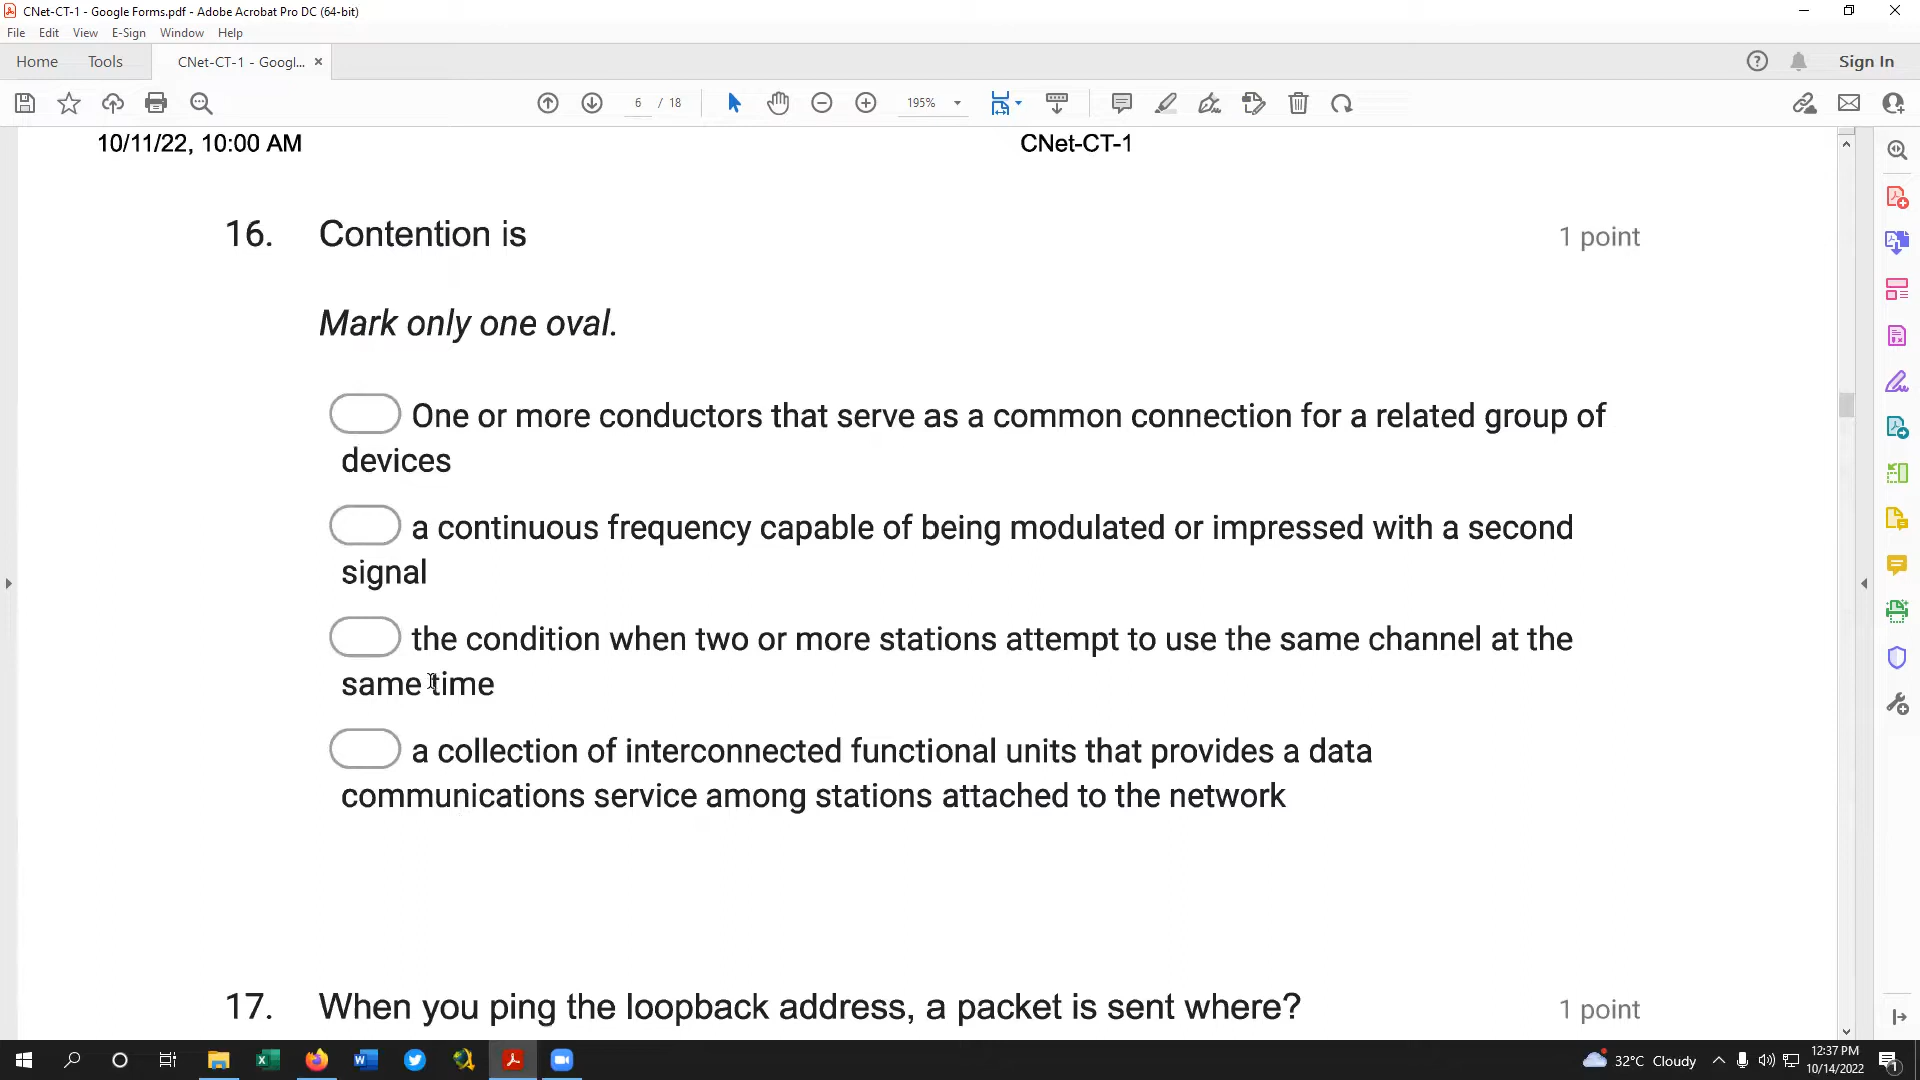 CNet-CT-1 - Google Forms.pdf - Adobe Acrobat Pro DC (64-bit)
File Edit View E-Sign Window Help
Home Tools CNet-CT-1 - Googl... ×
Sign In
6 / 18
195%
10/11/22, 10:00 AM CNet-CT-1
16. Contention is 1 point
Mark only one oval.
One or more conductors that serve as a common connection for a related group of
devices
a continuous frequency capable of being modulated or impressed with a second
signal
the condition when two or more stations attempt to use the same channel at the
same time
a collection of interconnected functional units that provides a data
communications service among stations attached to the network
17. When you ping the loopback address, a packet is sent where? 1 point
32°C Cloudy
12:37 PM
10/14/2022
1